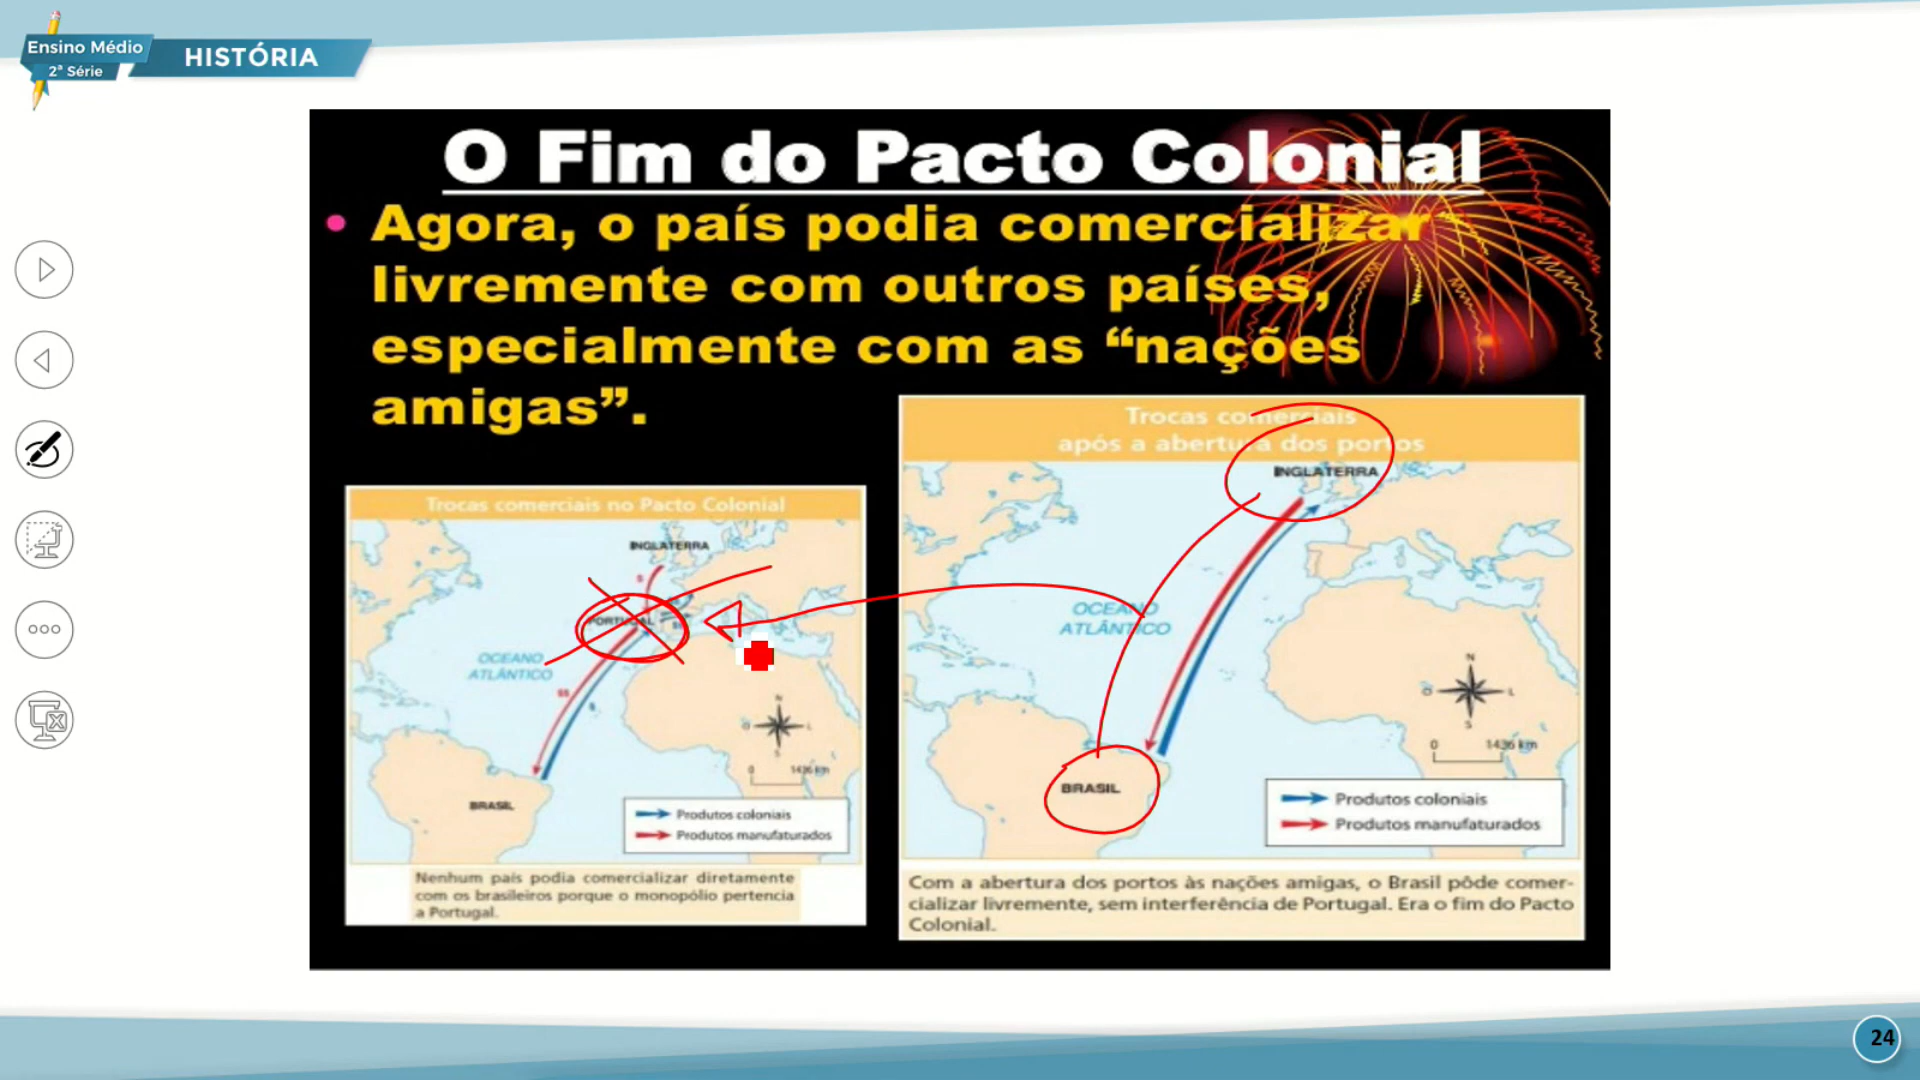 Ensino Médio
2ª Série
HISTÓRIA
O Fim do Pacto Colonial
• Agora, o país podia comercializar
livremente com outros países,
especialmente com as “nações
amigas”.
Trocas comerciais no Pacto Colonial
INGLATERRA
$
PORTUGAL
OCEANO
ATLÂNTICO
$$
$
N
O L
S
0 1436 km
BRASIL
Produtos coloniais
Produtos manufaturados
Nenhum país podia comercializar diretamente
com os brasileiros porque o monopólio pertencia
a Portugal.
Trocas comerciais
após a abertura dos portos
INGLATERRA
OCEANO
ATLÂNTICO
N
O L
S
0 1436 km
BRASIL
Produtos coloniais
Produtos manufaturados
Com a abertura dos portos às nações amigas, o Brasil pôde comer-
cializar livremente, sem interferência de Portugal. Era o fim do Pacto
Colonial.
24